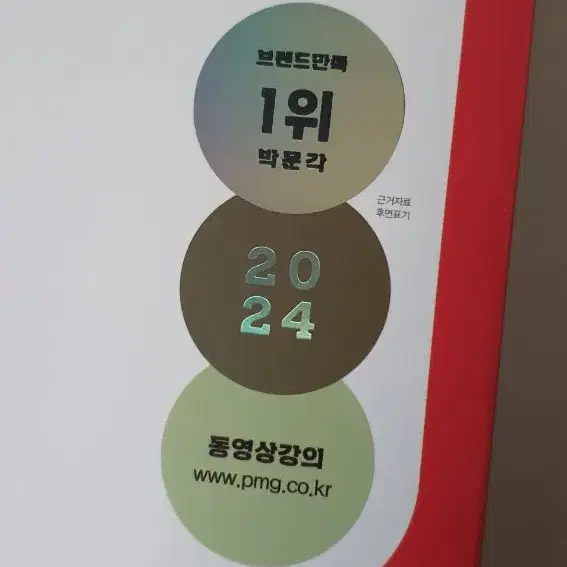 브랜드만족
1위
박문각
근거자료
후면표기
20
24
동영상강의
www.pmg.co.kr